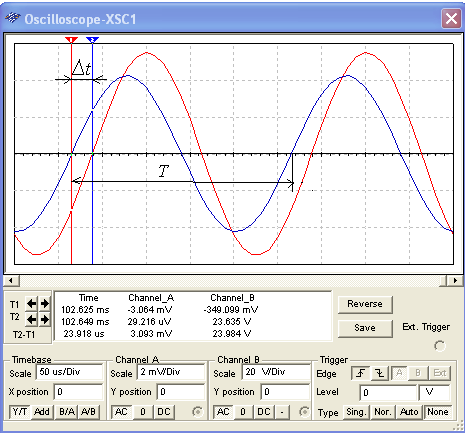 Oscilloscope-XSC1
1 2
Δt
T
Time Channel_A Channel_B
T1 102.625 ms -3.064 mV -349.099 mV
T2 102.649 ms 29.216 uV 23.635 V
T2-T1 23.918 us 3.093 mV 23.984 V
Reverse
Save
Ext. Trigger
Timebase Channel A Channel B Trigger
Scale 50 us/Div Scale 2 mV/Div Scale 20 V/Div Edge A B Ext
X position 0 Y position 0 Y position 0 Level 0 V
Y/T Add B/A A/B AC 0 DC AC 0 DC - Type Sing. Nor. Auto None